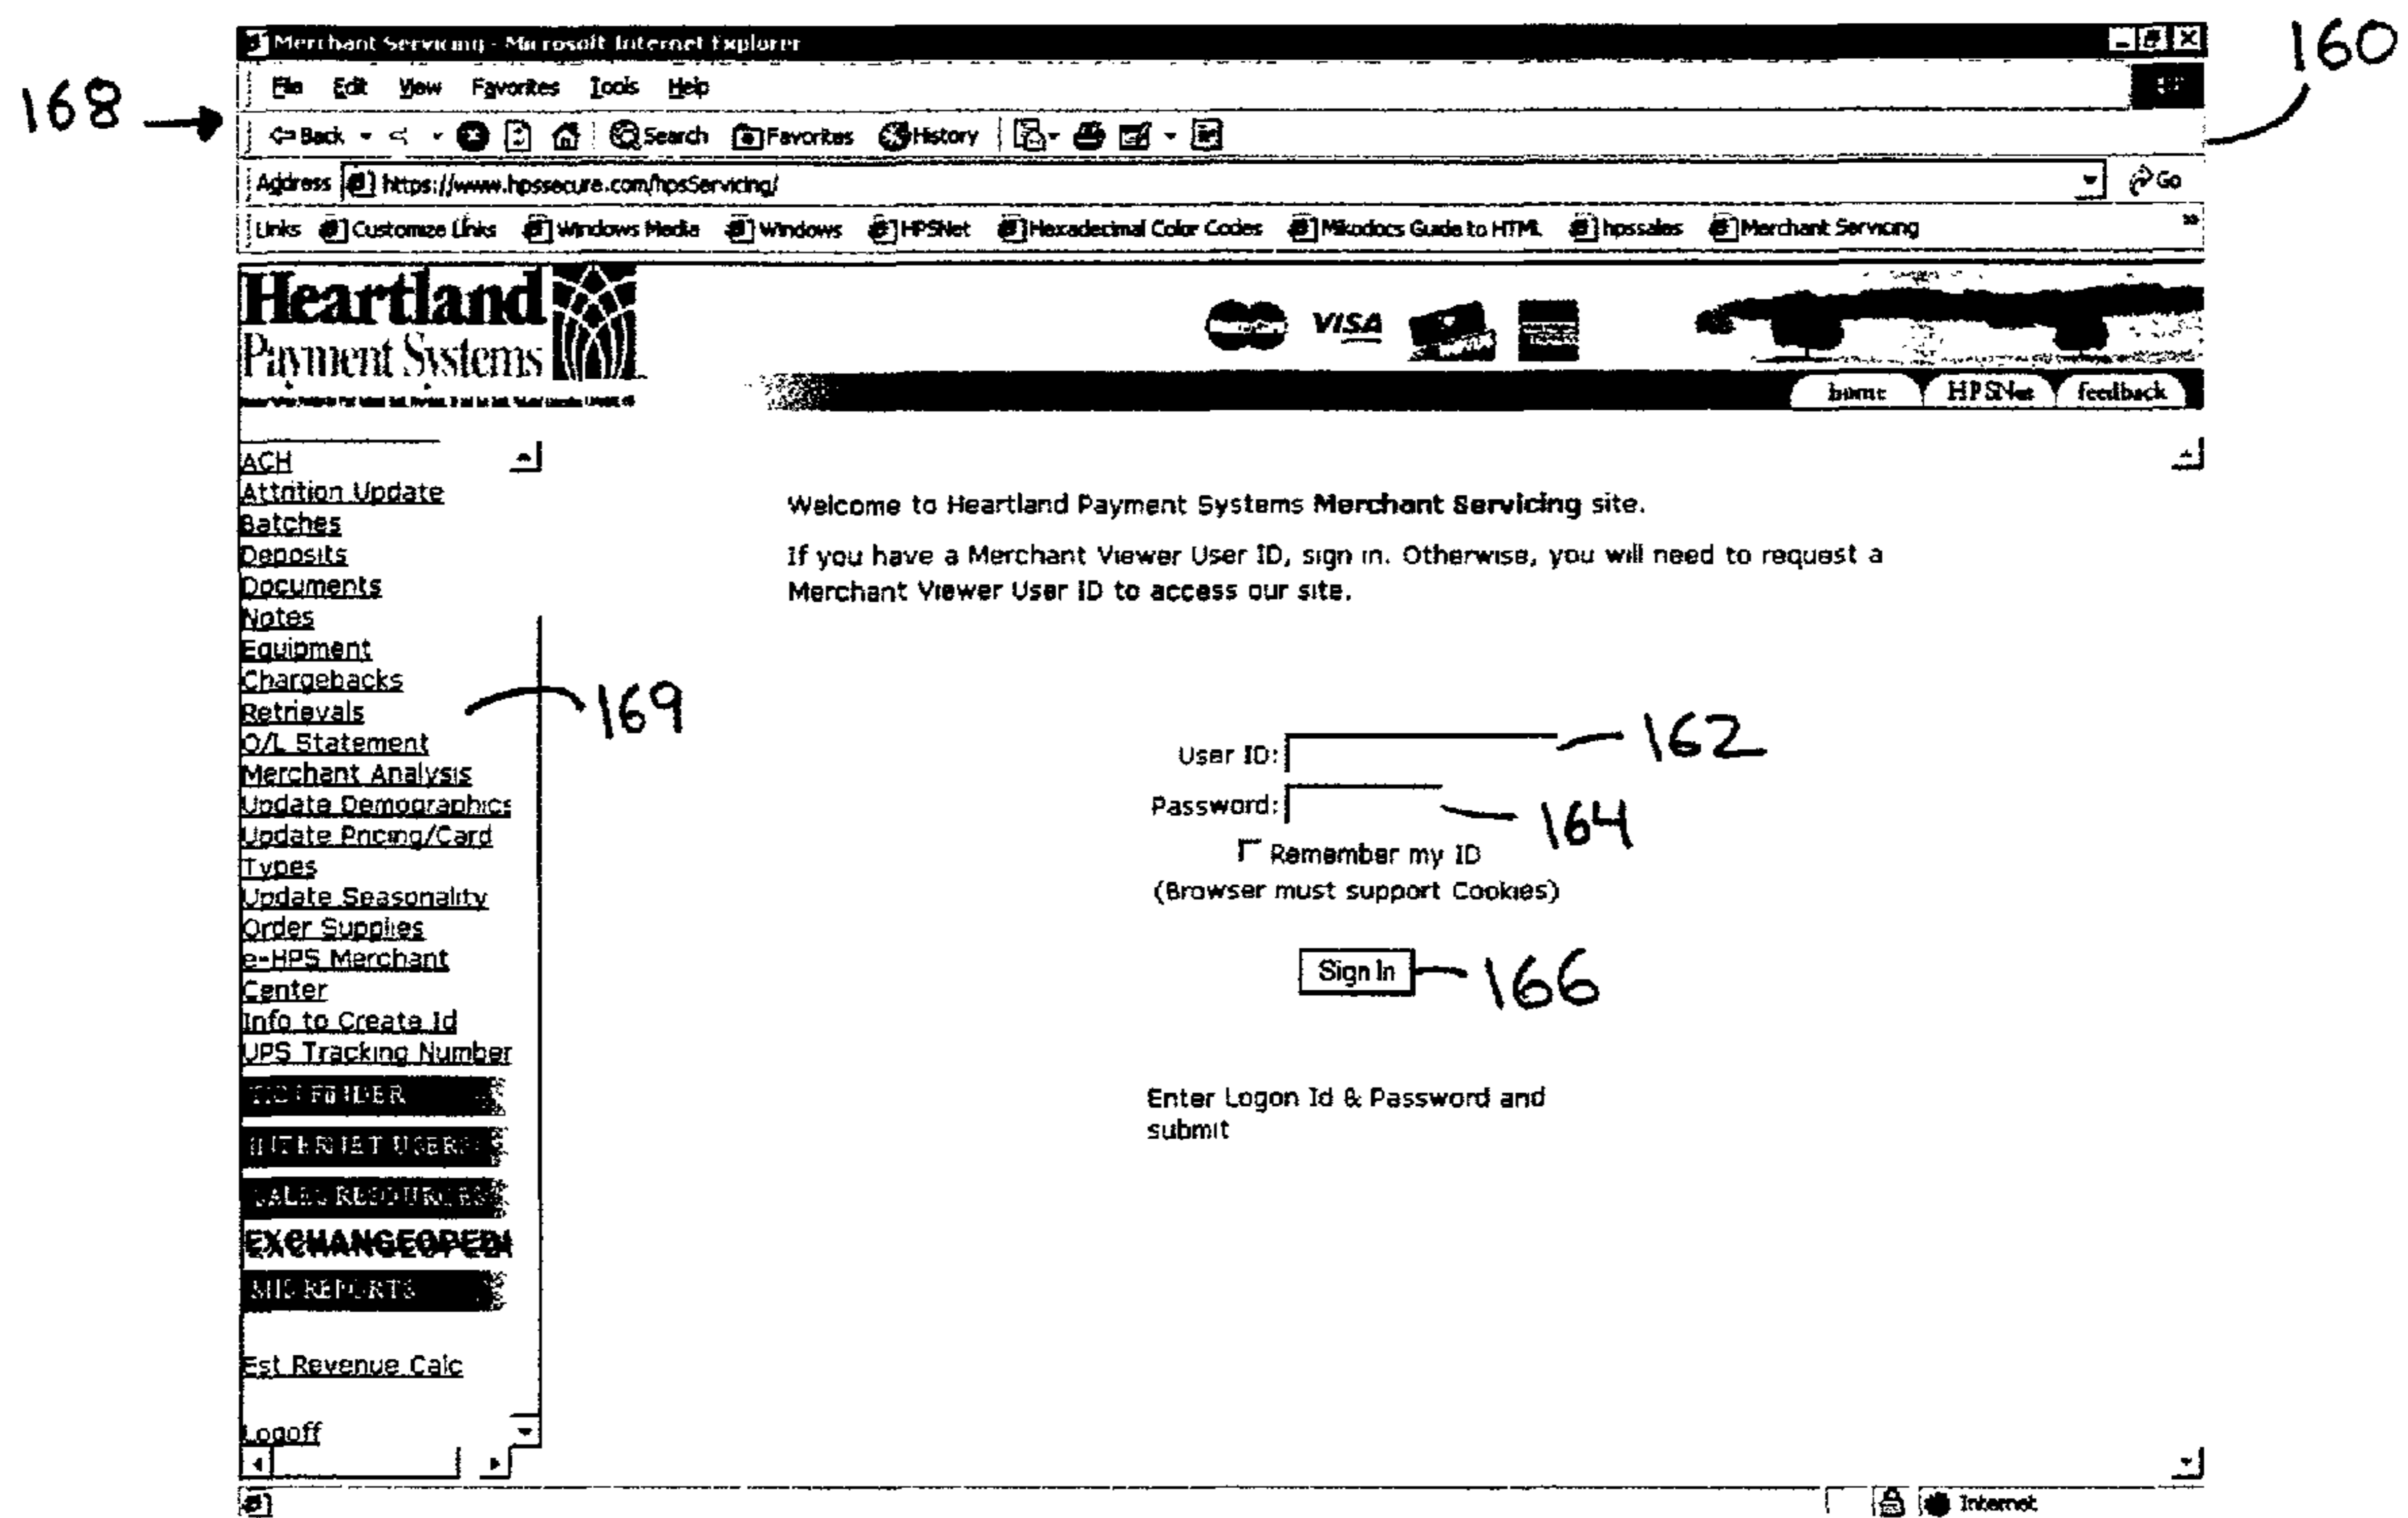 Merchant Servicing - Microsoft Internet Explorer
160
File Edit View Favorites Tools Help
168
Back Search Favorites History
Address https://www.hpssecure.com/hpsServicing/ Go
Links Customize Links Windows Media Windows HPSNet Hexadecimal Color Codes Mikodocs Guide to HTML hpssales Merchant Servicing »
Heartland
Payment Systems
VISA
home HPSNet feedback
ACH
Attrition Update
Batches
Deposits
Documents
Notes
Equipment
Chargebacks
Retrievals
O/L Statement
Merchant Analysis
Update Demographics
Update Pricing/Card
Types
Update Seasonality
Order Supplies
e-HPS Merchant
Center
Info to Create Id
UPS Tracking Number
INTERNET USERS
SALES RESOURCES
EXCHANGEOPEDI
MIS REPORTS
Est Revenue Calc
Logoff
169
Welcome to Heartland Payment Systems Merchant Servicing site.
If you have a Merchant Viewer User ID, sign in. Otherwise, you will need to request a
Merchant Viewer User ID to access our site.
User ID: 162
Password: 164
Remember my ID
(Browser must support Cookies)
Sign In 166
Enter Logon Id & Password and
submit
Internet